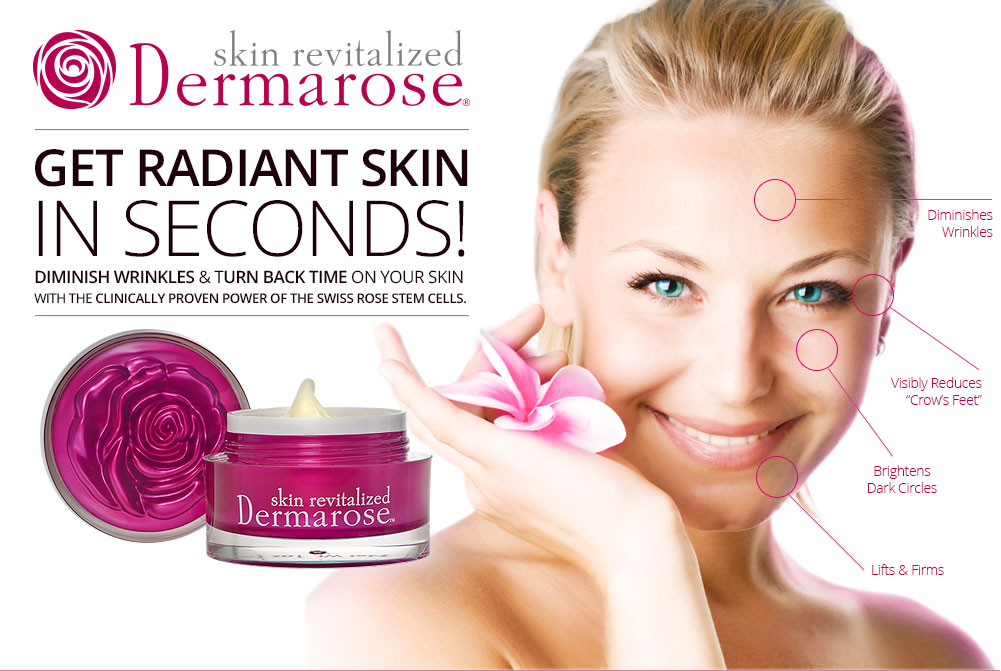 skin revitalized
Dermarose®
GET RADIANT SKIN
IN SECONDS!
DIMINISH WRINKLES & TURN BACK TIME ON YOUR SKIN
WITH THE CLINICALLY PROVEN POWER OF THE SWISS ROSE STEM CELLS.
Diminishes
Wrinkles
Visibly Reduces
“Crow’s Feet”
Brightens
Dark Circles
Lifts & Firms
skin revitalized
Dermarose™